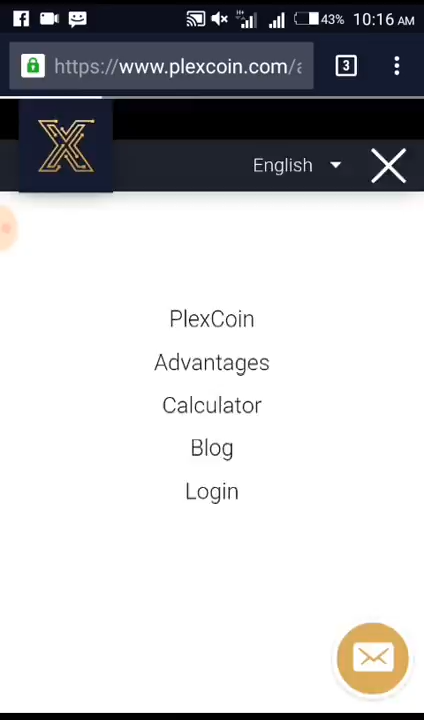 43% 10:16 AM
https://www.plexcoin.com/a
3
English
PlexCoin
Advantages
Calculator
Blog
Login